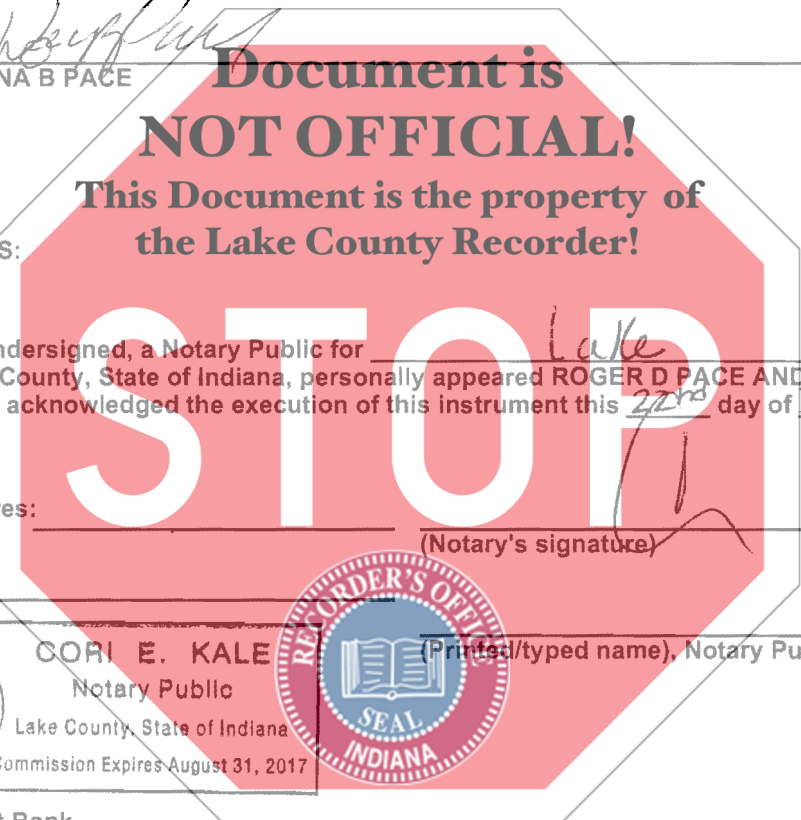 Document is
NA B PACE
NOT OFFICIAL!
This Document is the property of
the Lake County Recorder!
S:
STOP
ndersigned, a Notary Public for Lake
County, State of Indiana, personally appeared ROGER D PACE AND
acknowledged the execution of this instrument this 22nd day of
res:
(Notary's signature)
RECORDER'S OFFICE
SEAL
INDIANA
(Printed/typed name), Notary Pu
CORI E. KALE
Notary Public
Lake County, State of Indiana
Commission Expires August 31, 2017
t Bank